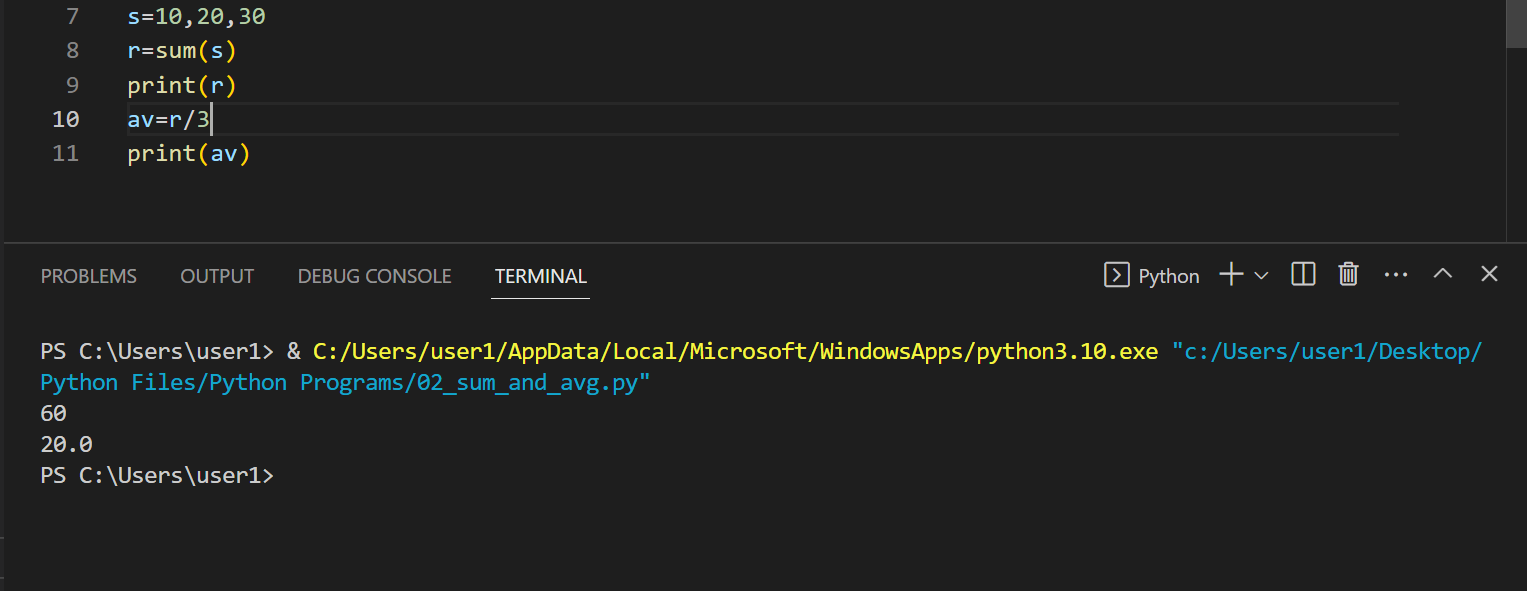 7 s=10,20,30
8 r=sum(s)
9 print(r)
10 av=r/3
11 print(av)
PROBLEMS OUTPUT DEBUG CONSOLE TERMINAL Python
PS C:\Users\user1> & C:/Users/user1/AppData/Local/Microsoft/WindowsApps/python3.10.exe "c:/Users/user1/Desktop/
Python Files/Python Programs/02_sum_and_avg.py"
60
20.0
PS C:\Users\user1>